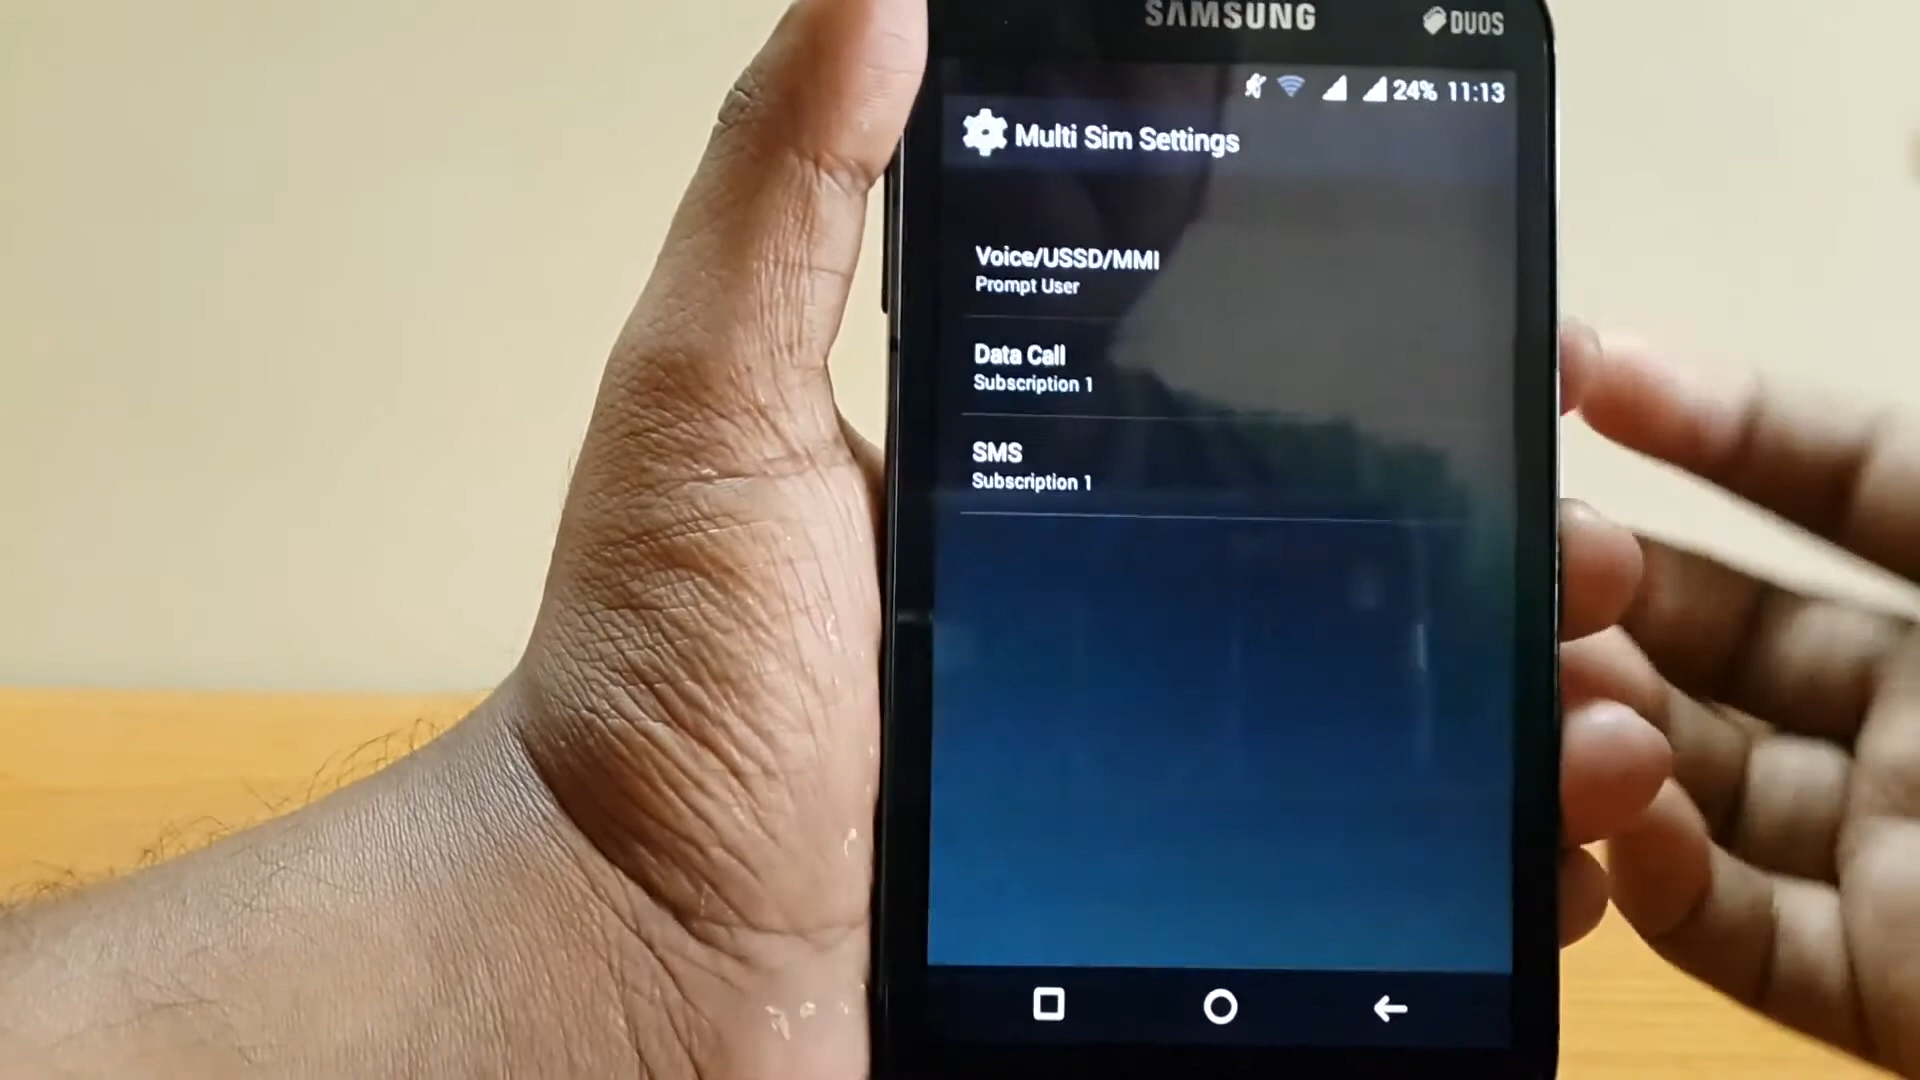 SAMSUNG DUOS
24% 11:13
Multi Sim Settings
Voice/USSD/MMI
Prompt User
Data Call
Subscription 1
SMS
Subscription 1